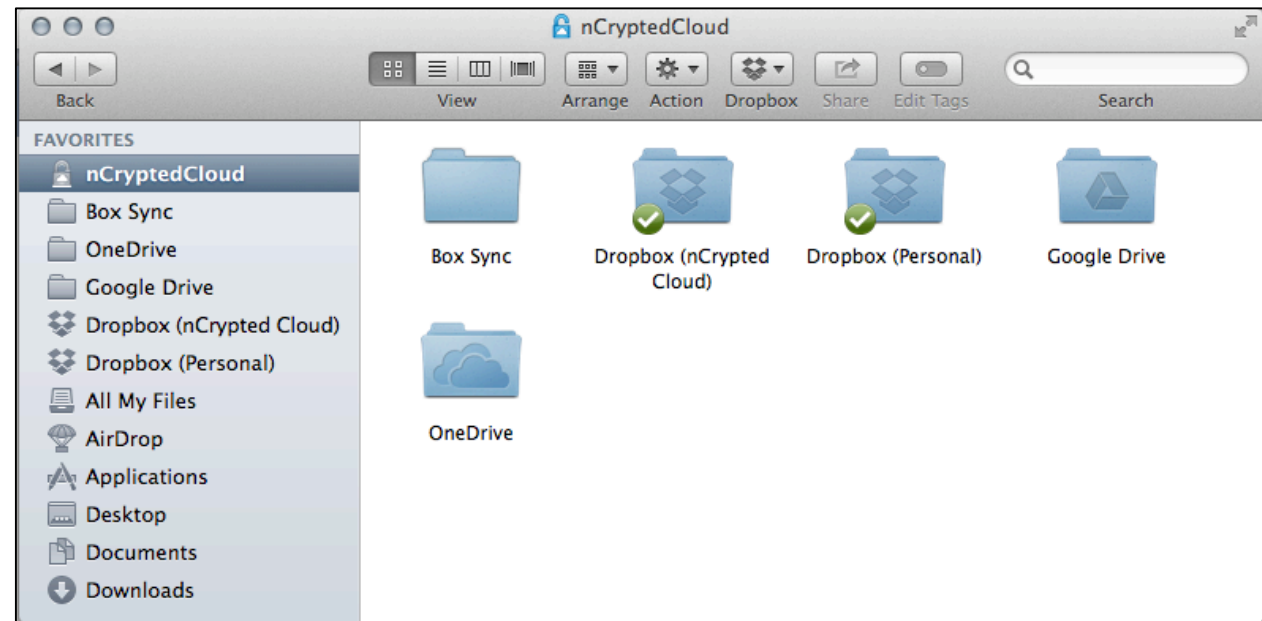 nCryptedCloud
Back
View
Arrange
Action
Dropbox
Share
Edit Tags
Search
FAVORITES
nCryptedCloud
Box Sync
OneDrive
Google Drive
Dropbox (nCrypted Cloud)
Dropbox (Personal)
All My Files
AirDrop
Applications
Desktop
Documents
Downloads
Box Sync
Dropbox (nCrypted
Cloud)
Dropbox (Personal)
Google Drive
OneDrive